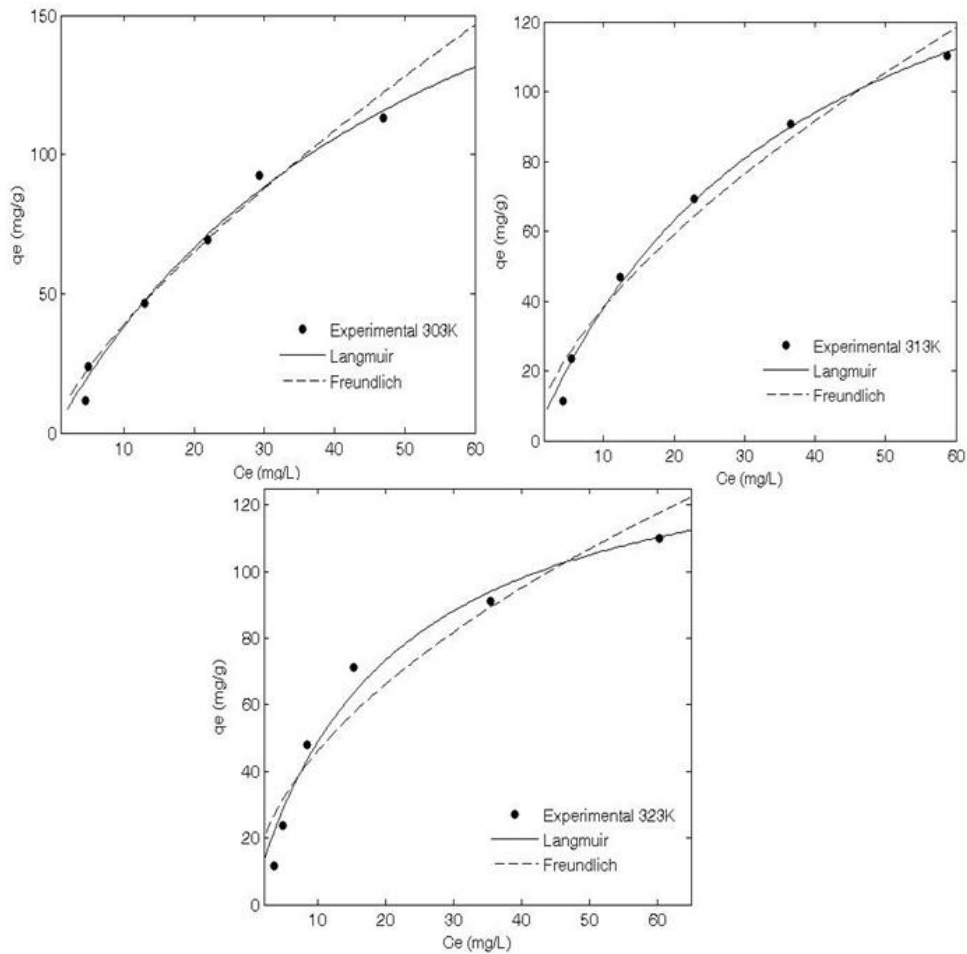 150
100
50
0
qe (mg/g)
Experimental 303K
Langmuir
Freundlich
10 20 30 40 50 60
Ce (mg/L)
120
100
80
60
40
20
0
qe (mg/g)
Experimental 313K
Langmuir
Freundlich
10 20 30 40 50 60
Ce (mg/L)
120
100
80
60
40
20
0
qe (mg/g)
Experimental 323K
Langmuir
Freundlich
10 20 30 40 50 60
Ce (mg/L)